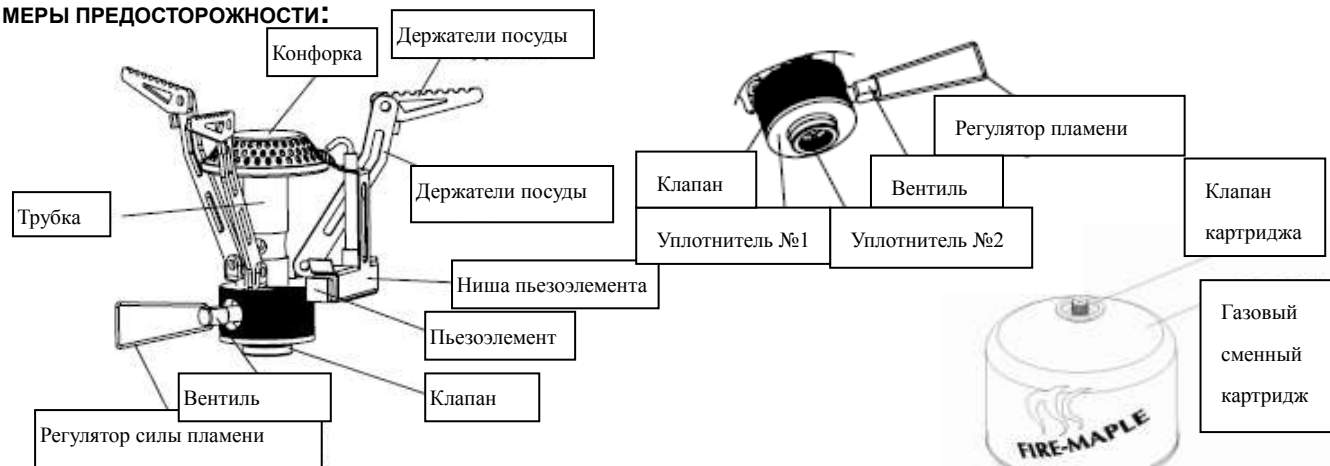 МЕРЫ ПРЕДОСТОРОЖНОСТИ:
Конфорка
Держатели посуды
Держатели посуды
Трубка
Ниша пьезоэлемента
Пьезоэлемент
Клапан
Вентиль
Регулятор силы пламени
Регулятор пламени
Клапан
Вентиль
Уплотнитель №1
Уплотнитель №2
Клапан
картриджа
Газовый
сменный
картридж
FIRE-MAPLE